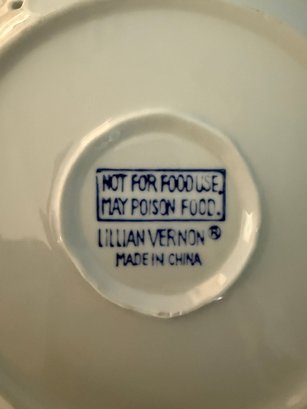 NOT FOR FOOD USE.
MAY POISON FOOD.
LILLIAN VERNON ®
MADE IN CHINA